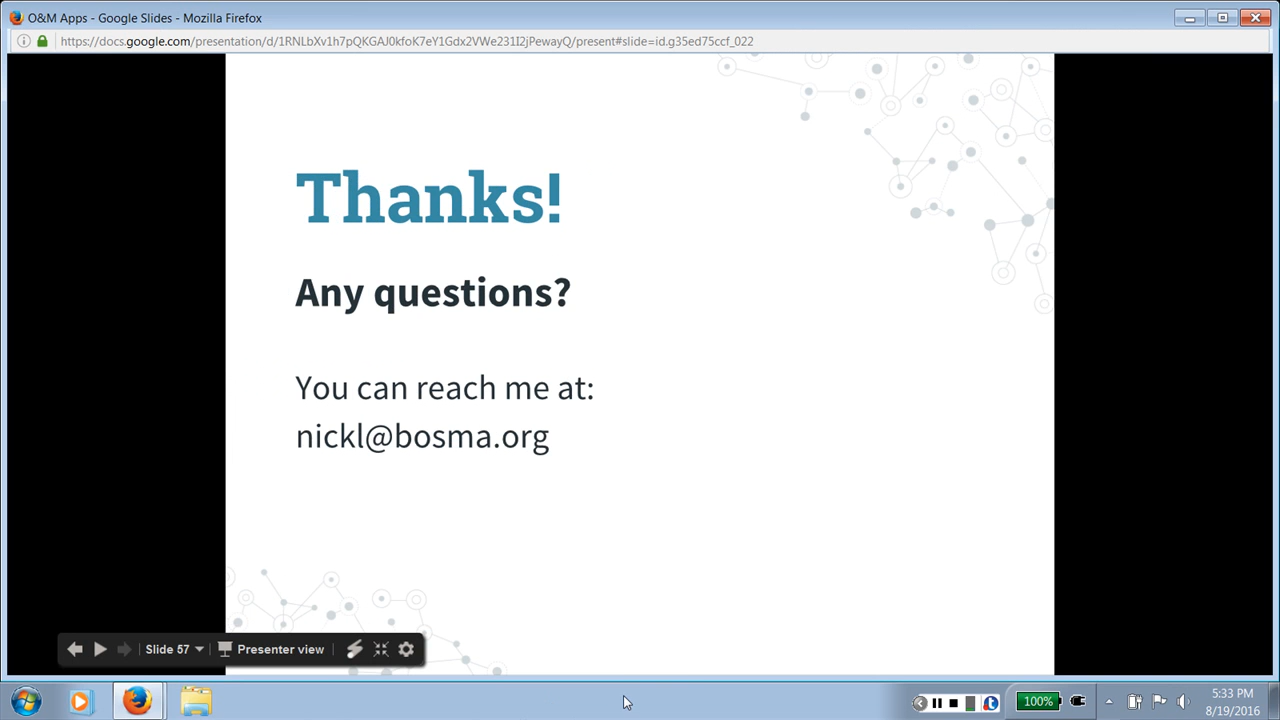 O&M Apps - Google Slides - Mozilla Firefox
https://docs.google.com/presentation/d/1RNLbXv1h7pQKGAJ0kfoK7eY1Gdx2VWe231I2jPewayQ/present#slide=id.g35ed75ccf_022
Thanks!
Any questions?
You can reach me at:
nickl@bosma.org
Slide 57
Presenter view
100%
5:33 PM
8/19/2016